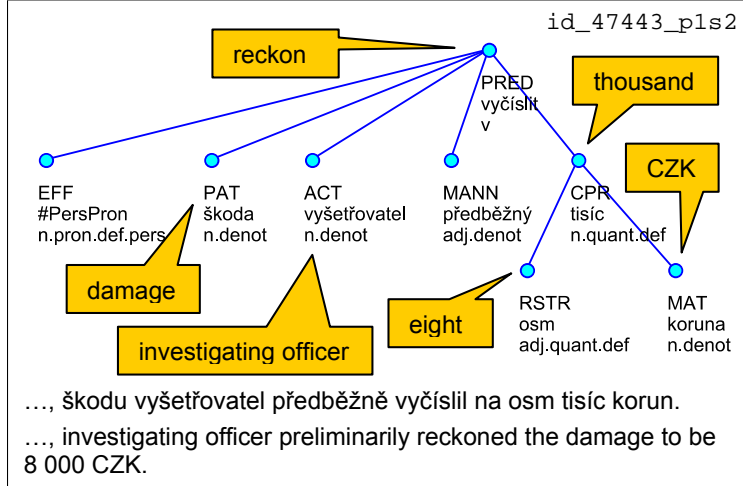 id_47443_p1s2
reckon
PRED
vyčíslit
v
thousand
CZK
EFF
#PersPron
n.pron.def.pers
PAT
škoda
n.denot
ACT
vyšetřovatel
n.denot
MANN
předběžný
adj.denot
CPR
tisíc
n.quant.def
damage
investigating officer
eight
RSTR
osm
adj.quant.def
MAT
koruna
n.denot
…, škodu vyšetřovatel předběžně vyčíslil na osm tisíc korun.
…, investigating officer preliminarily reckoned the damage to be
8 000 CZK.